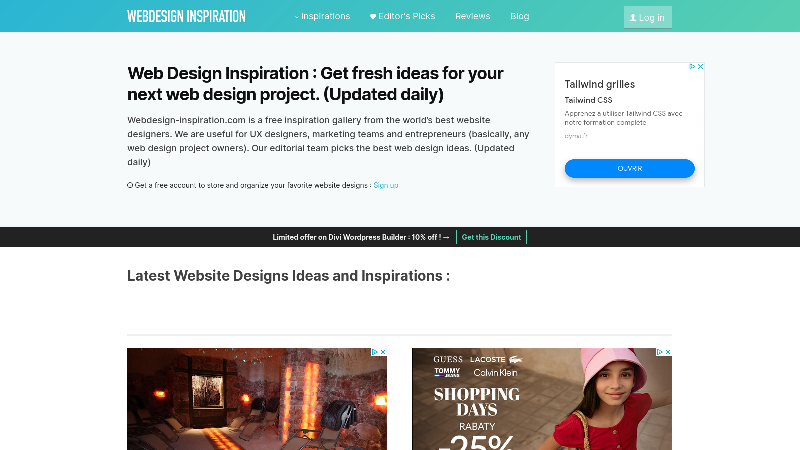 WEBDESIGN INSPIRATION
Inspirations
Editor's Picks
Reviews
Blog
Log in
Web Design Inspiration : Get fresh ideas for your
next web design project. (Updated daily)
Webdesign-inspiration.com is a free inspiration gallery from the world's best website
designers. We are useful for UX designers, marketing teams and entrepreneurs (basically, any
web design project owners). Our editorial team picks the best web design ideas. (Updated
daily)
Get a free account to store and organize your favorite website designs : Sign up
Tailwind grilles
Tailwind CSS
Apprenez a utiliser Tailwind CSS avec
notre formation complete
dyma.fr
OUVRIR
Limited offer on Divi Wordpress Builder : 10% off ! → Get this Discount
Latest Website Designs Ideas and Inspirations :
GUESS LACOSTE
TOMMY JEANS Calvin Klein
SHOPPING
DAYS
RABATY
-25%